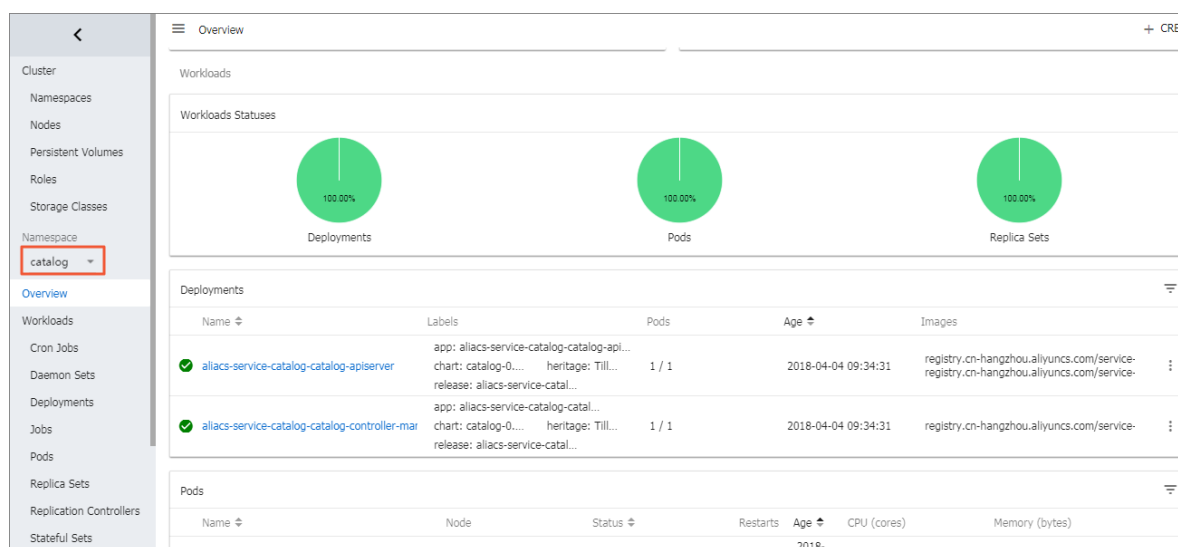 Overview
+ CRE
Cluster
Namespaces
Nodes
Persistent Volumes
Roles
Storage Classes
Namespace
catalog
Overview
Workloads
Cron Jobs
Daemon Sets
Deployments
Jobs
Pods
Replica Sets
Replication Controllers
Stateful Sets
Workloads
Workloads Statuses
100.00%
100.00%
100.00%
Deployments
Pods
Replica Sets
Deployments
Name
Labels
Pods
Age
Images
aliacs-service-catalog-catalog-apiserver
app: aliacs-service-catalog-catalog-api...
chart: catalog-0.... heritage: Till...
release: aliacs-service-catal...
1 / 1
2018-04-04 09:34:31
registry.cn-hangzhou.aliyuncs.com/service-
registry.cn-hangzhou.aliyuncs.com/service-
aliacs-service-catalog-catalog-controller-mar
app: aliacs-service-catalog-catal...
chart: catalog-0.... heritage: Till...
release: aliacs-service-catal...
1 / 1
2018-04-04 09:34:31
registry.cn-hangzhou.aliyuncs.com/service-
Pods
Name
Node
Status
Restarts
Age
CPU (cores)
Memory (bytes)
2018-